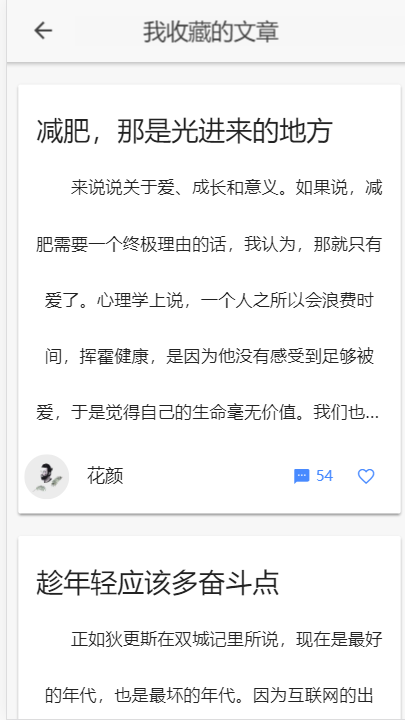 我收藏的文章
减肥，那是光进来的地方
来说说关于爱、成长和意义。如果说，减
肥需要一个终极理由的话，我认为，那就只有
爱了。心理学上说，一个人之所以会浪费时
间，挥霍健康，是因为他没有感受到足够被
爱，于是觉得自己的生命毫无价值。我们也...
花颜
54
趁年轻应该多奋斗点
正如狄更斯在双城记里所说，现在是最好
的年代，也是最坏的年代。因为互联网的出